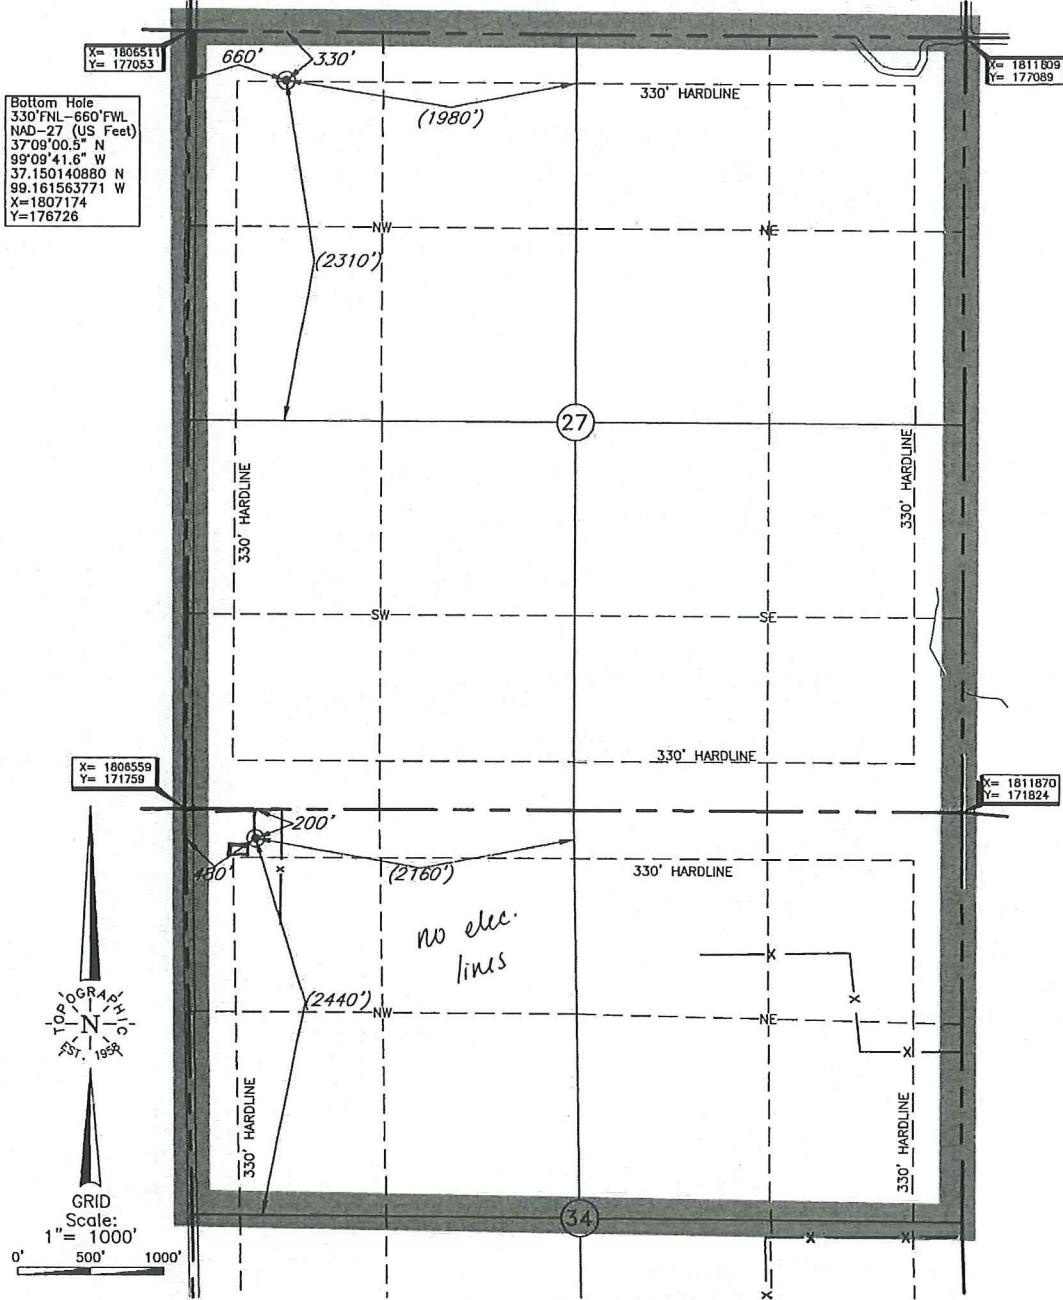 X= 1806511
Y= 177053
660'
330'
X= 1811809
Y= 177089
330' HARDLINE
(1980')
Bottom Hole
330'FNL-660'FWL
NAD-27 (US Feet)
37°09'00.5" N
99°09'41.6" W
37.150140880 N
99.161563771 W
X=1807174
Y=176726
NW
NE
(2310')
27
330' HARDLINE
330' HARDLINE
SW
SE
330' HARDLINE
X= 1806559
Y= 171759
X= 1811870
Y= 171824
200'
480'
(2160')
330' HARDLINE
x
no elec.
lines
X
X
X
(2440')
NW
NE
TOPOGRAPHIC
N
EST. 1958
330' HARDLINE
330' HARDLINE
GRID
Scale:
1"= 1000'
0' 500' 1000'
34
X
X
X